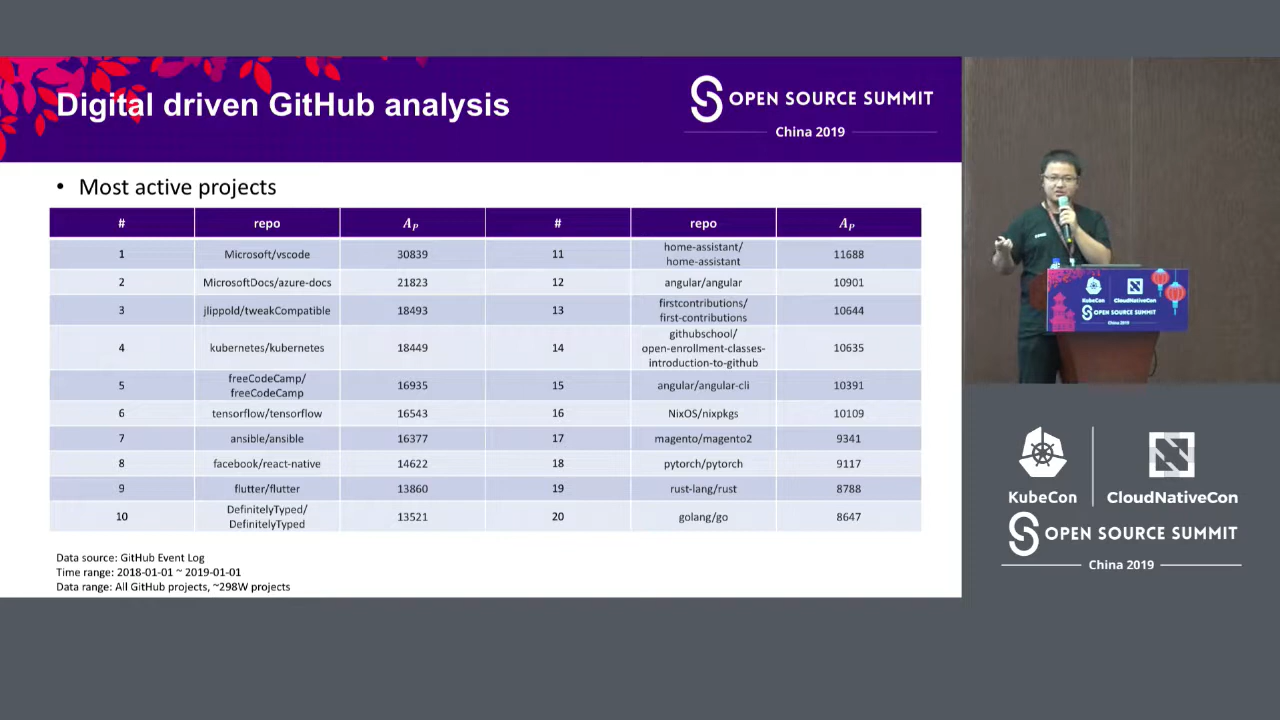 Digital driven GitHub analysis
OPEN SOURCE SUMMIT
China 2019
• Most active projects
# repo A_P # repo A_P
1 Microsoft/vscode 30839 11 home-assistant/
home-assistant 11688
2 MicrosoftDocs/azure-docs 21823 12 angular/angular 10901
3 jlippold/tweakCompatible 18493 13 firstcontributions/
first-contributions 10644
4 kubernetes/kubernetes 18449 14 githubschool/
open-enrollment-classes-
introduction-to-github 10635
5 freeCodeCamp/
freeCodeCamp 16935 15 angular/angular-cli 10391
6 tensorflow/tensorflow 16543 16 NixOS/nixpkgs 10109
7 ansible/ansible 16377 17 magento/magento2 9341
8 facebook/react-native 14622 18 pytorch/pytorch 9117
9 flutter/flutter 13860 19 rust-lang/rust 8788
10 DefinitelyTyped/
DefinitelyTyped 13521 20 golang/go 8647
Data source: GitHub Event Log
Time range: 2018-01-01 ~ 2019-01-01
Data range: All GitHub projects, ~298W projects
KubeCon CloudNativeCon
OPEN SOURCE SUMMIT
China 2019
KubeCon CloudNativeCon
OPEN SOURCE SUMMIT
China 2019